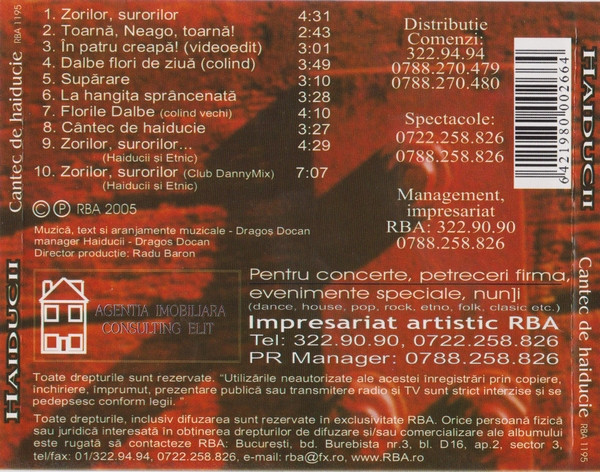 HAIDUCII Cantec de haiducie RBA 1195
1. Zorilor, surorilor 4:31
2. Toarnă, Neago, toarnă! 2:43
3. În patru creapă! (videoedit) 3:01
4. Dalbe flori de ziuă (colind) 3:49
5. Supărare 3:10
6. La hangita sprâncenată 3:28
7. Florile Dalbe (colind vechi) 4:10
8. Cântec de haiducie 3:27
9. Zorilor, surorilor... 4:29
(Haiducii si Etnic)
10. Zorilor, surorilor (Club DannyMix) 7:07
(Haiducii si Etnic)
© Ⓟ RBA 2005
Muzică, text si aranjamente muzicale - Dragoș Docan
manager Haiducii - Dragos Docan
Director producție: Radu Baron
Distributie
Comenzi:
322.94.94
0788.270.479
0788.270.480
Spectacole:
0722.258.826
0788.258.826
Management,
impresariat
RBA: 322.90.90
0788.258.826
6421980002664
AGENTIA IMOBILIARA
CONSULTING ELIT
Pentru concerte, petreceri firma,
evenimente speciale, nun]i
(dance, house, pop, rock, etno, folk, clasic etc.)
Impresariat artistic RBA
Tel: 322.90.90, 0722.258.826
PR Manager: 0788.258.826
Toate drepturile sunt rezervate. "Utilizările neautorizate ale acestei înregistrări prin copiere,
închiriere, împrumut, prezentare publică sau transmitere radio si TV sunt strict interzise si se
pedepsesc conform legii."
Toate drepturile, inclusiv difuzarea sunt rezervate în exclusivitate RBA. Orice persoană fizică
sau juridică interesată în obținerea drepturilor de difuzare si/sau comercializare ale albumului
este rugată să contacteze RBA: București, bd. Burebista nr.3, bl. D16, ap.2, sector 3,
tel/fax: 01/322.94.94, 0722.258.826, e-mail: rba@fx.ro, www.RBA.ro
HAIDUCII Cantec de haiducie RBA 1195